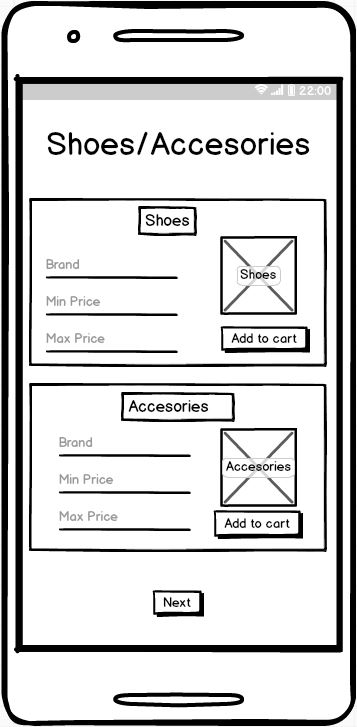 22:00
Shoes/Accesories
Shoes
Brand
Min Price
Max Price
Shoes
Add to cart
Accesories
Brand
Min Price
Max Price
Accesories
Add to cart
Next